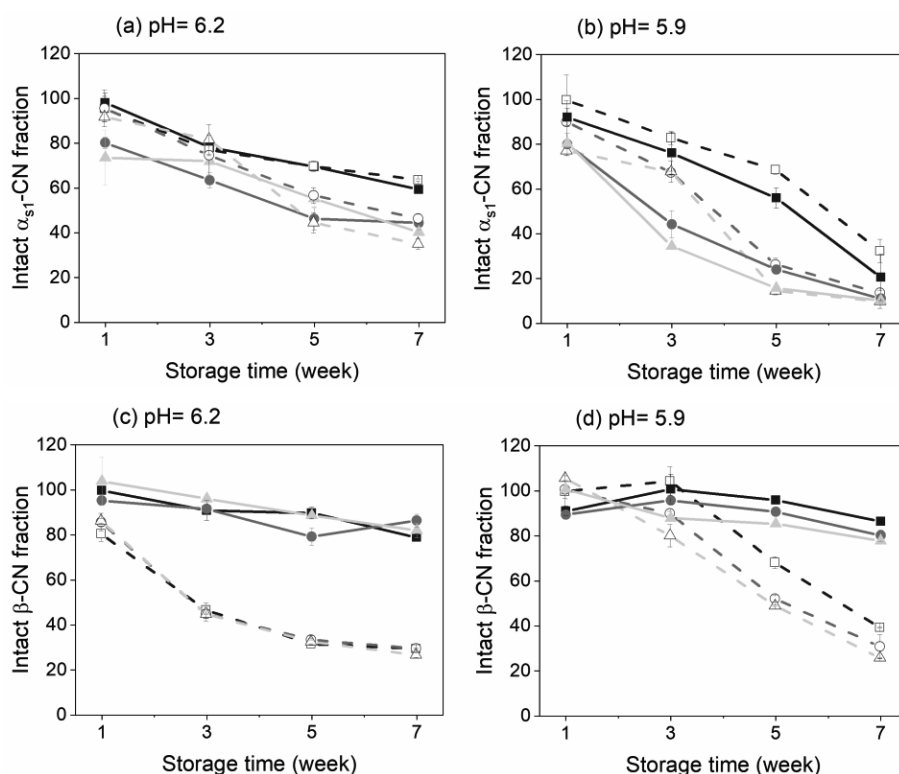 (a) pH= 6.2
120
100
80
60
40
20
0
Intact αs1-CN fraction
1 3 5 7
Storage time (week)
(b) pH= 5.9
120
100
80
60
40
20
0
Intact αs1-CN fraction
1 3 5 7
Storage time (week)
(c) pH= 6.2
120
100
80
60
40
20
0
Intact β-CN fraction
1 3 5 7
Storage time (week)
(d) pH= 5.9
120
100
80
60
40
20
0
Intact β-CN fraction
1 3 5 7
Storage time (week)